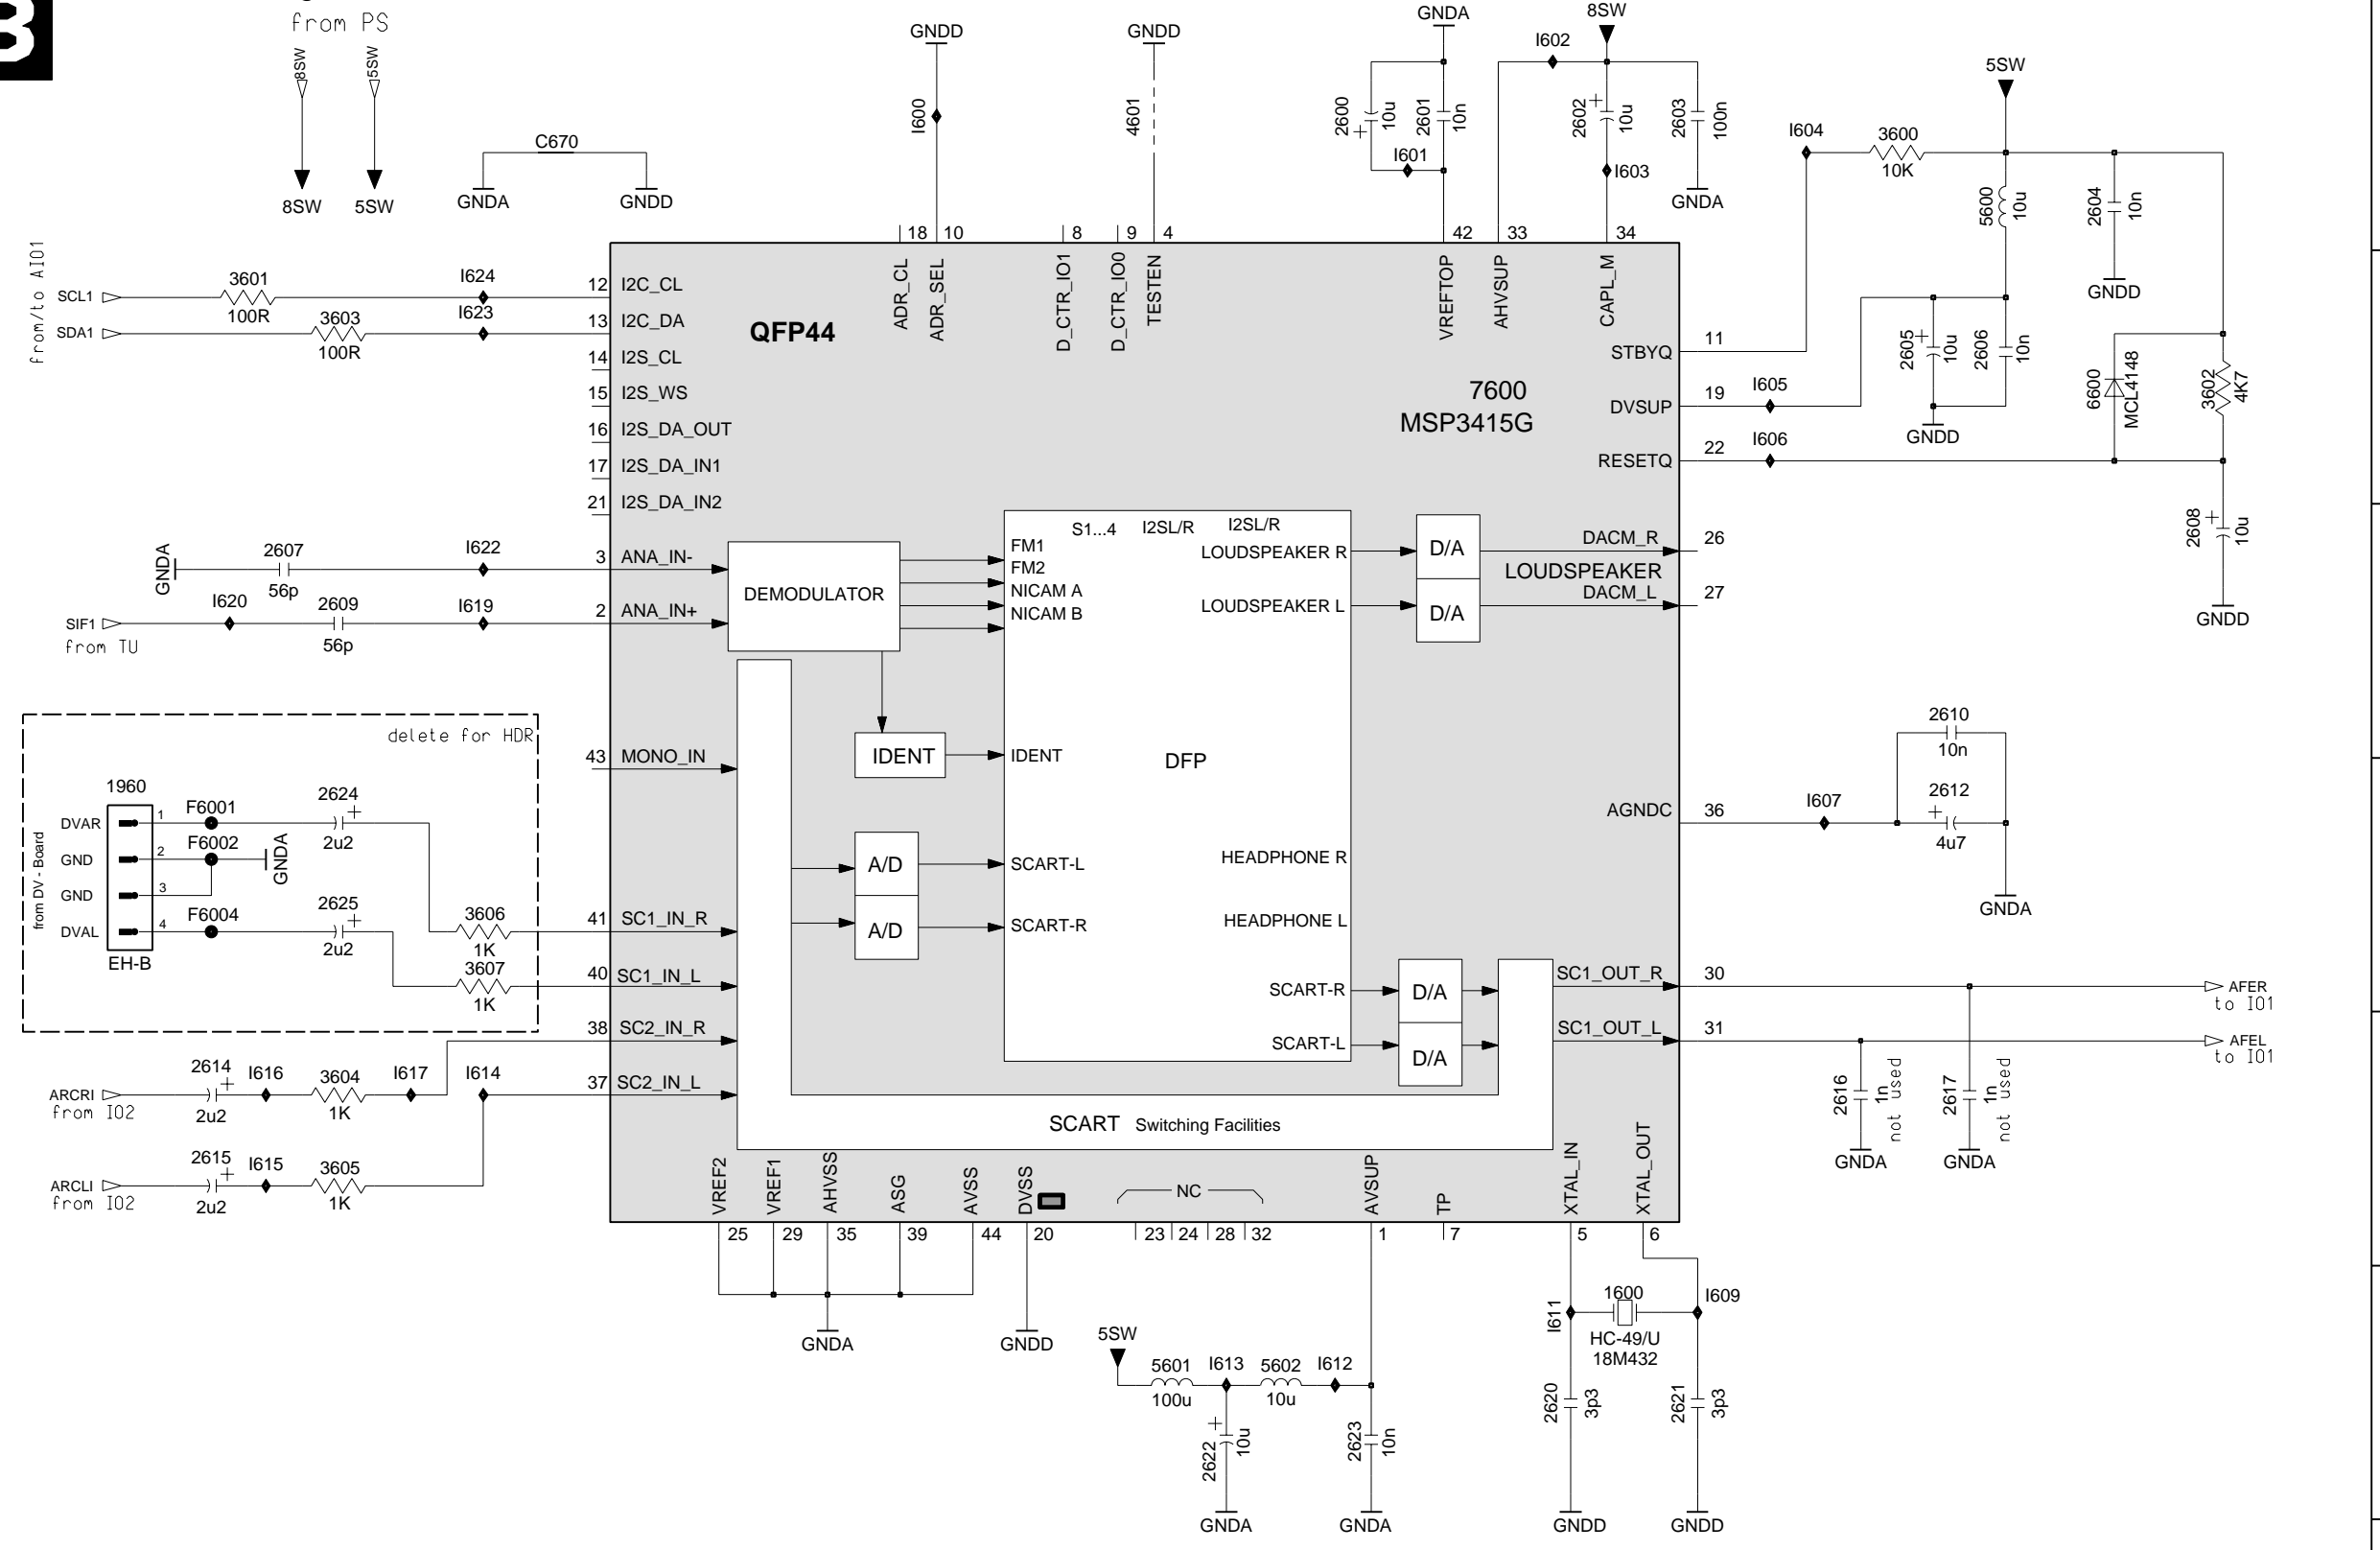 from PS
8SW
5SW
8SW
5SW
C670
GNDA
GNDD
GNDD
I600
GNDD
4601
GNDA
2600
10u
2601
10n
I601
8SW
I602
2602
10u
I603
2603
100n
GNDA
5SW
I604
3600
10K
5600
10u
2604
10n
GNDD
2605
10u
2606
10n
GNDD
6600
MCL4148
3602
4K7
2608
10u
GNDD
from/to AIO1
SCL1
3601
100R
I624
SDA1
3603
100R
I623
18
10
8
9
4
42
33
34
ADR_CL
ADR_SEL
D_CTR_IO1
D_CTR_IO0
TESTEN
VREFTOP
AHVSUP
CAPL_M
12 I2C_CL
13 I2C_DA
14 I2S_CL
15 I2S_WS
16 I2S_DA_OUT
17 I2S_DA_IN1
21 I2S_DA_IN2
QFP44
7600
MSP3415G
STBYQ 11
DVSUP 19 I605
RESETQ 22 I606
GNDA
2607
56p
I622
3 ANA_IN-
SIF1
from TU
I620
2609
56p
I619
2 ANA_IN+
DEMODULATOR
S1...4 I2SL/R I2SL/R
FM1
FM2
NICAM A
NICAM B
LOUDSPEAKER R
LOUDSPEAKER L
D/A
D/A
DACM_R 26
LOUDSPEAKER
DACM_L 27
delete for HDR
43 MONO_IN
IDENT
IDENT
DFP
1960
from DV - Board
DVAR
GND
GND
DVAL
1
2
3
4
EH-B
F6001
F6002
F6004
GNDA
2624
2u2
2625
2u2
3606
1K
3607
1K
41 SC1_IN_R
40 SC1_IN_L
38 SC2_IN_R
37 SC2_IN_L
A/D
A/D
SCART-L
SCART-R
HEADPHONE R
HEADPHONE L
SCART-R
SCART-L
D/A
D/A
AGNDC 36
I607
2610
10n
2612
4u7
GNDA
SC1_OUT_R 30
SC1_OUT_L 31
AFER
to IO1
AFEL
to IO1
2616
1n
not used
GNDA
2617
1n
not used
GNDA
ARCRI
from IO2
2614
2u2
I616
3604
1K
I617
I614
ARCLI
from IO2
2615
2u2
I615
3605
1K
SCART Switching Facilities
VREF2
VREF1
AHVSS
ASG
AVSS
DVSS
NC
AVSUP
TP
XTAL_IN
XTAL_OUT
25
29
35
39
44
20
23
24
28
32
1
7
5
6
GNDA
GNDD
5SW
5601
100u
I613
5602
10u
I612
2622
10u
GNDA
2623
10n
GNDA
I611
1600
HC-49/U
18M432
I609
2620
3p3
GNDD
2621
3p3
GNDD